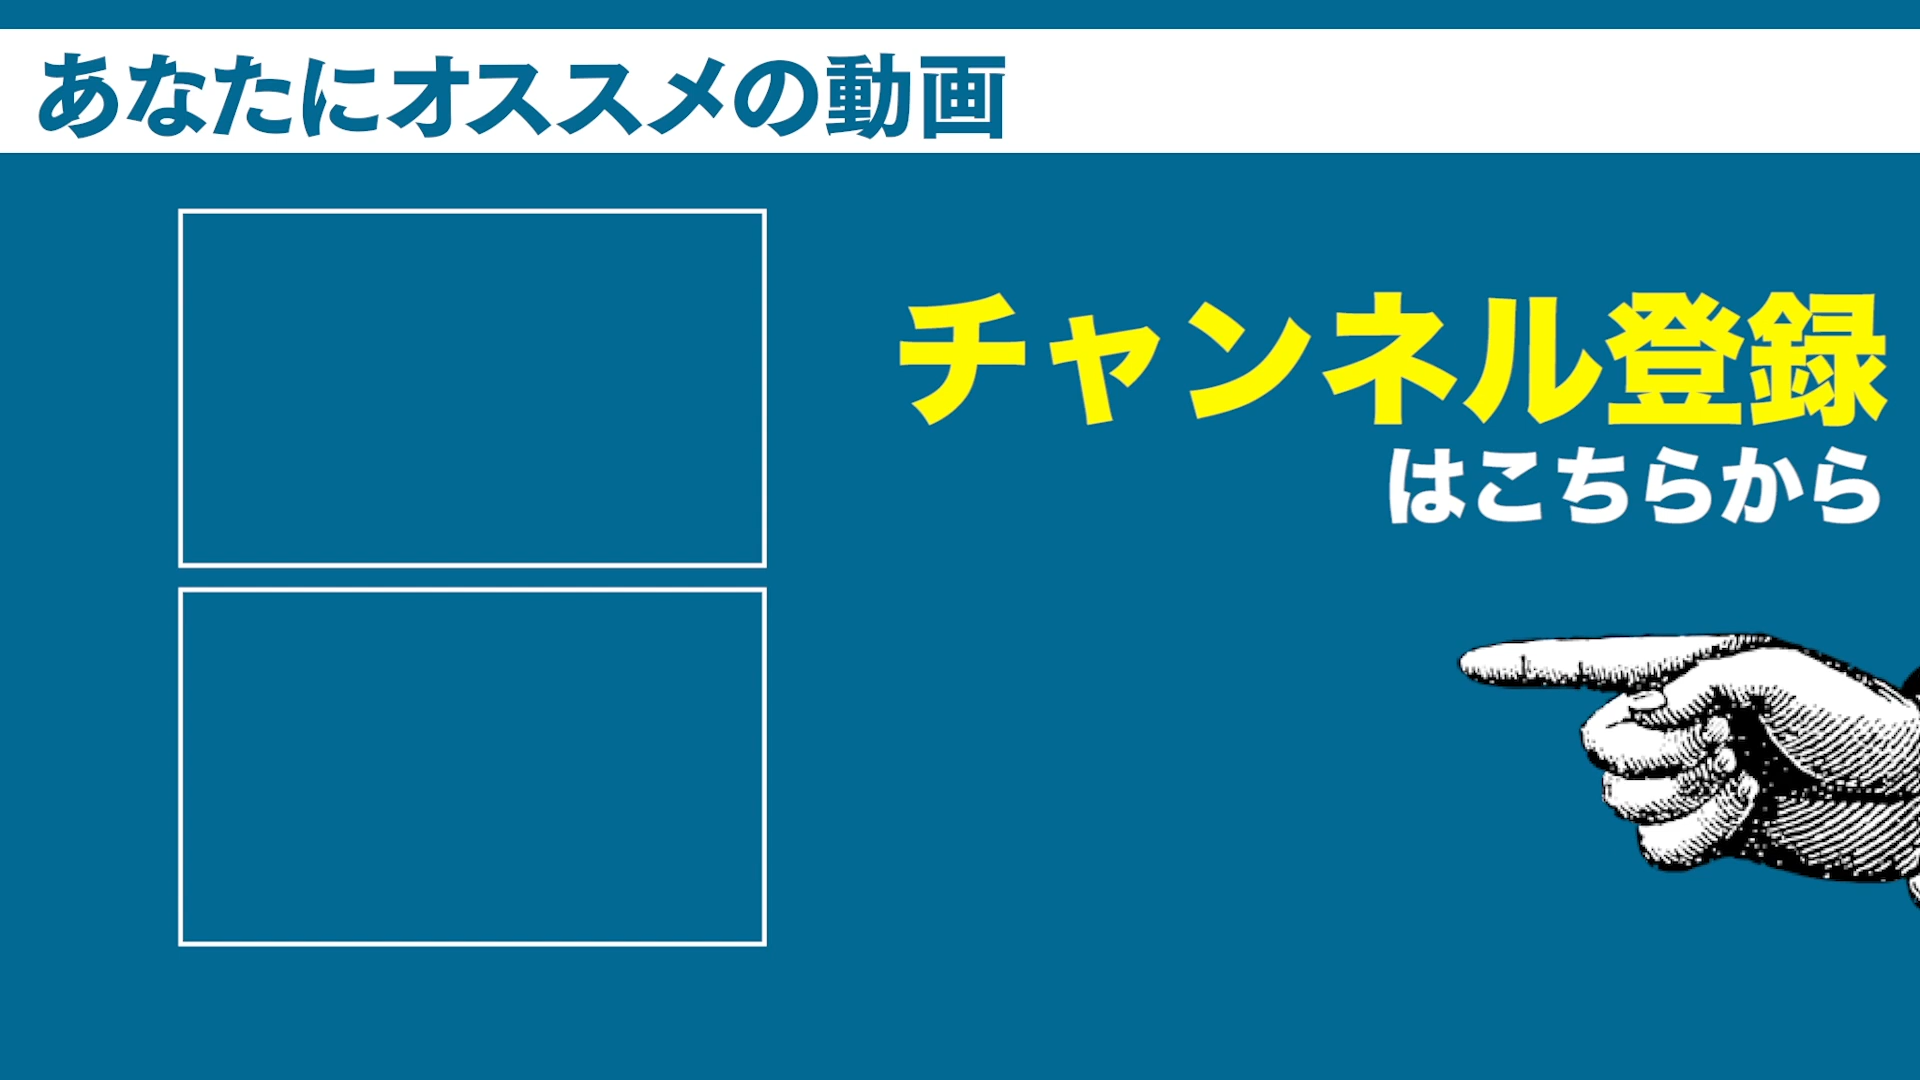 あなたにオススメの動画
チャンネル登録
はこちらから